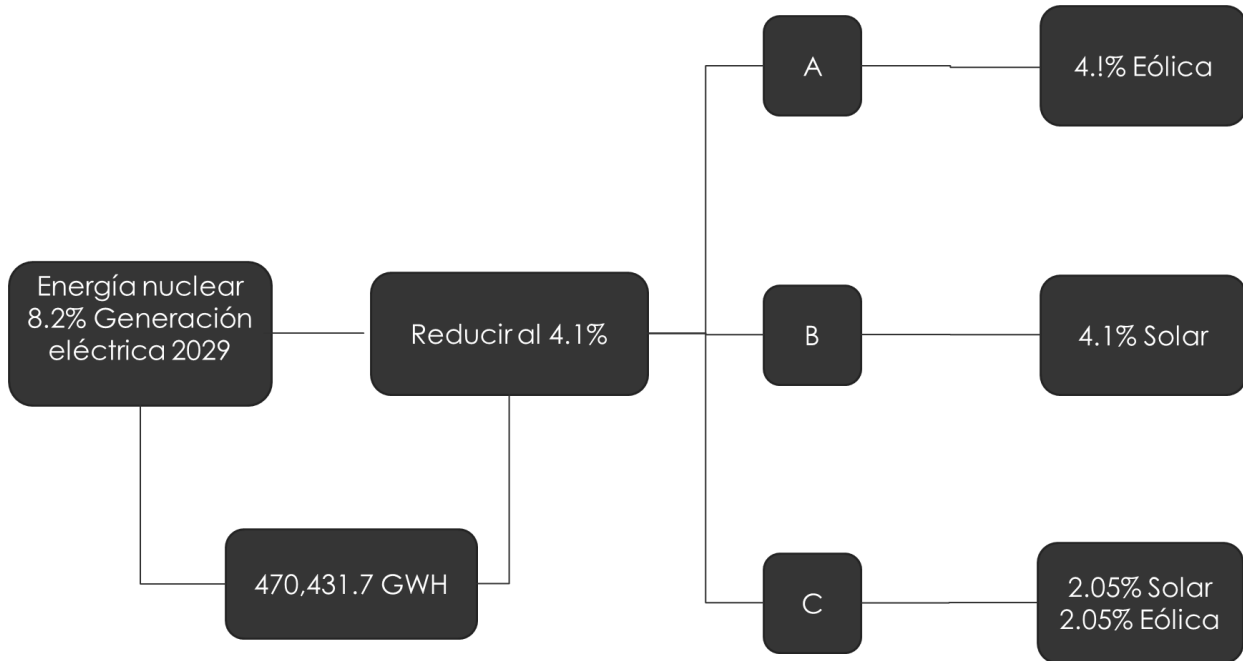 Energía nuclear
8.2% Generación
eléctrica 2029
Reducir al 4.1%
470,431.7 GWH
A
4.!% Eólica
B
4.1% Solar
C
2.05% Solar
2.05% Eólica